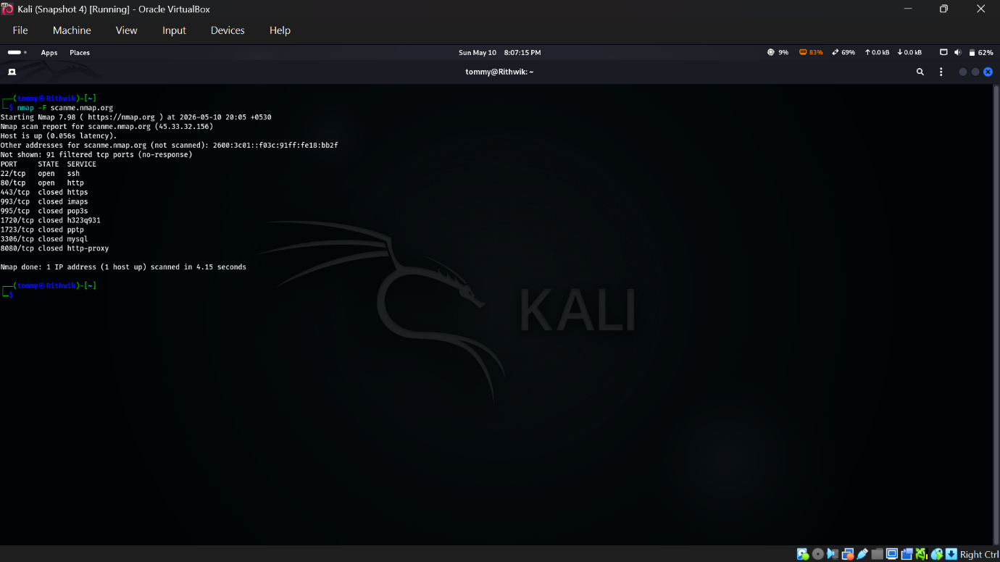 Kali (Snapshot 4) [Running] - Oracle VirtualBox
File Machine View Input Devices Help
Apps Places Sun May 10 8:07:15 PM 9% 83% 69% ↑0.0 kB ↓0.0 kB 62%
tommy@Rithwik: ~
┌──(tommy㉿Rithwik)-[~]
└─$ nmap -F scanme.nmap.org
Starting Nmap 7.98 ( https://nmap.org ) at 2026-05-10 20:05 +0530
Nmap scan report for scanme.nmap.org (45.33.32.156)
Host is up (0.056s latency).
Other addresses for scanme.nmap.org (not scanned): 2600:3c01::f03c:91ff:fe18:bb2f
Not shown: 91 filtered tcp ports (no-response)
PORT     STATE  SERVICE
22/tcp   open   ssh
80/tcp   open   http
443/tcp  closed https
993/tcp  closed imaps
995/tcp  closed pop3s
1720/tcp closed h323q931
1723/tcp closed pptp
3306/tcp closed mysql
8080/tcp closed http-proxy
Nmap done: 1 IP address (1 host up) scanned in 4.15 seconds
┌──(tommy㉿Rithwik)-[~]
└─$
KALI
Right Ctrl